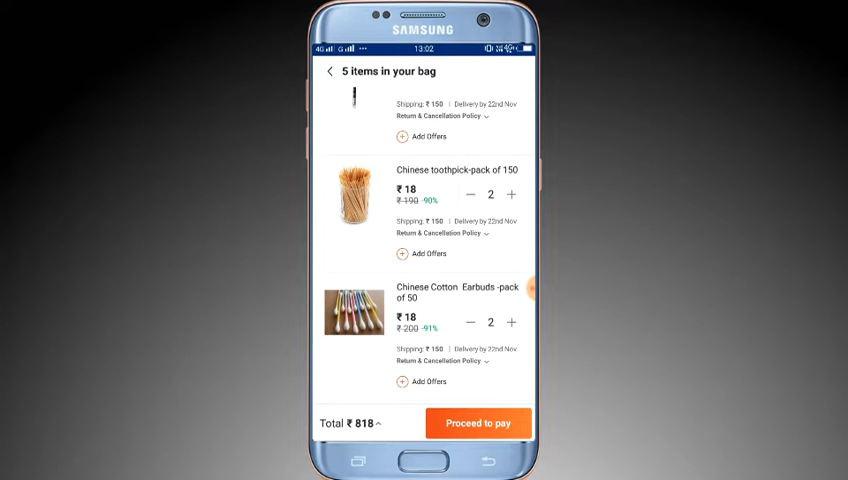 SAMSUNG
4G G ... 13:02
5 items in your bag
Shipping: ₹ 150 | Delivery by 22nd Nov
Return & Cancellation Policy
Add Offers
Chinese toothpick-pack of 150
₹ 18
₹ 190 -90%
2
Shipping: ₹ 150 | Delivery by 22nd Nov
Return & Cancellation Policy
Add Offers
Chinese Cotton Earbuds -pack
of 50
₹ 18
₹ 200 -91%
2
Shipping: ₹ 150 | Delivery by 22nd Nov
Return & Cancellation Policy
Add Offers
Total ₹ 818
Proceed to pay